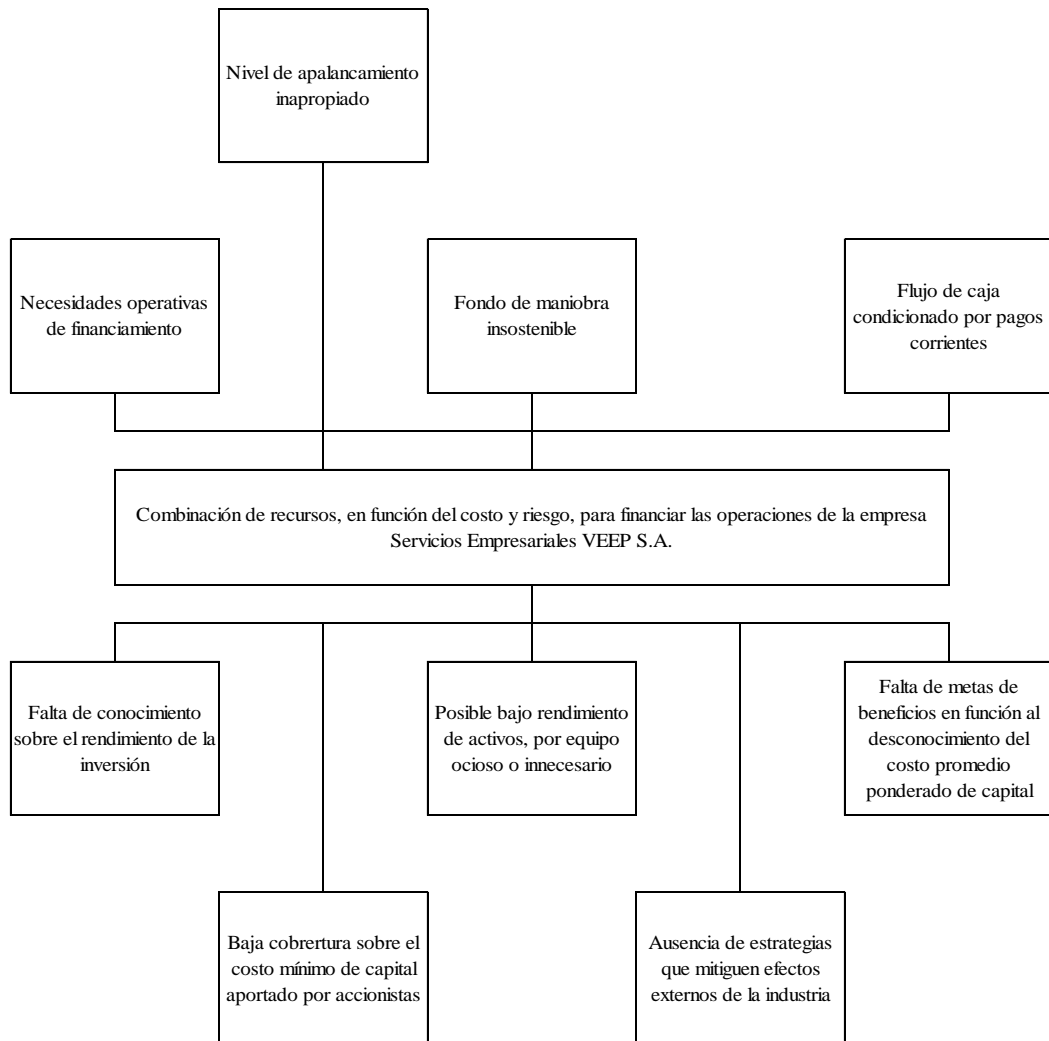 Nivel de apalancamiento
inapropiado
Necesidades operativas
de financiamiento
Fondo de maniobra
insostenible
Flujo de caja
condicionado por pagos
corrientes
Combinación de recursos, en función del costo y riesgo, para financiar las operaciones de la empresa
Servicios Empresariales VEEP S.A.
Falta de conocimiento
sobre el rendimiento de la
inversión
Posible bajo rendimiento
de activos, por equipo
ocioso o innecesario
Falta de metas de
beneficios en función al
desconocimiento del
costo promedio
ponderado de capital
Baja cobrertura sobre el
costo mínimo de capital
aportado por accionistas
Ausencia de estrategias
que mitiguen efectos
externos de la industria